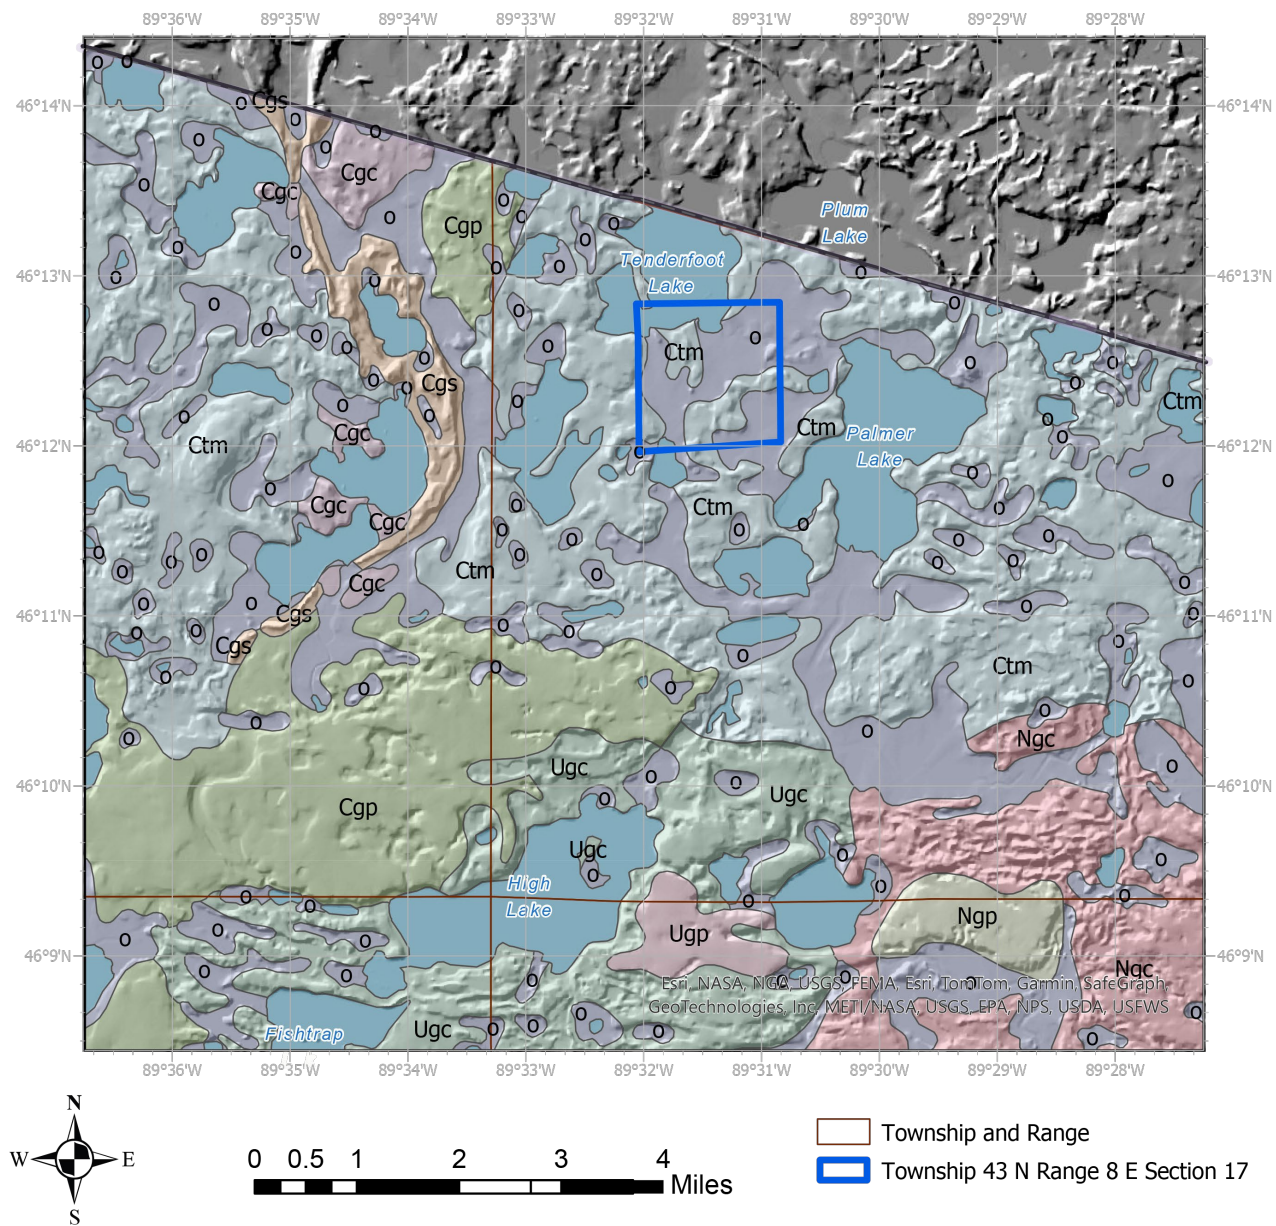 89°36'W 89°35'W 89°34'W 89°33'W 89°32'W 89°31'W 89°30'W 89°29'W 89°28'W
o o
o Cgs
46°14'N 46°14'N
o o
o o
Cgc
o Cgc
o
Cgp
o o
o o
Plum
Lake
o
o
o
Tenderfoot
Lake
46°13'N 46°13'N
o o o o
o
o o
o o o
o o o
Ctm
o
o
o o
o o
Cgs
o
Ctm
o o o
o
Cgc
Ctm
Palmer
Lake
o
o
Ctm
46°12'N 46°12'N
o
o
o
o
Cgc
Cgc
o
Ctm
o
o
o
o
o
o o o
o
o
o
o
o
o
Ctm
Cgc
o
o
o
o
o
o
Cgs
o
o
46°11'N 46°11'N
o
o
o
o
Cgs
o
o
o
o
Ctm
o
o
o
o
o
o
o
Ngc
o
o
Ugc
o
o
46°10'N 46°10'N
o
Cgp
Ugc
o
Ugc
o
o
o
High
Lake
o
o
o
o
o
Ugp
Ngp
o
o
o
46°9'N 46°9'N
Ngc
o
o
o
o
o
o
Esri, NASA, NGA, USGS, FEMA, Esri, TomTom, Garmin, SafeGraph,
GeoTechnologies, Inc, METI/NASA, USGS, EPA, NPS, USDA, USFWS
Fishtrap
Ugc
o
o
o
o
o
o
89°36'W 89°35'W 89°34'W 89°33'W 89°32'W 89°31'W 89°30'W 89°29'W 89°28'W
N
W E
S
0 0.5 1 2 3 4
Miles
Township and Range
Township 43 N Range 8 E Section 17